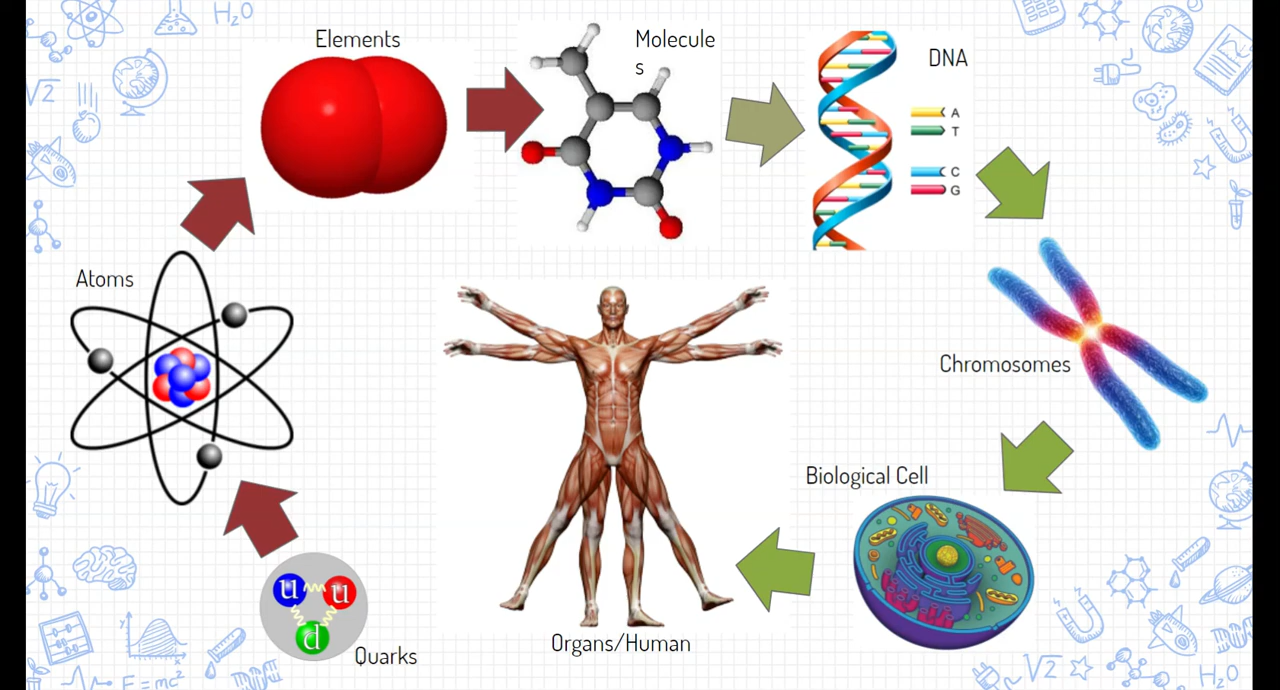 H₂O
Elements
Molecule
s
DNA
A
T
C
G
√2
Atoms
Chromosomes
Biological Cell
u
u
d
Quarks
Organs/Human
E=mc²
√2
H₂O